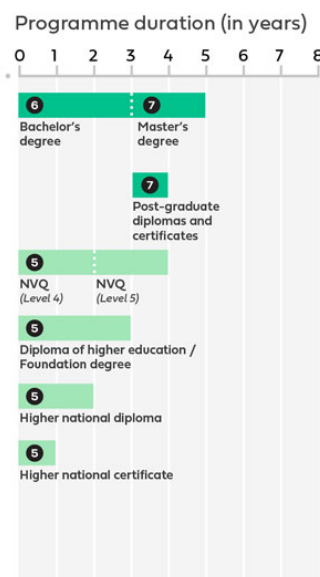 Programme duration (in years)
0 1 2 3 4 5 6 7 8
6 7
Bachelor's Master's
degree degree
7
Post-graduate
diplomas and
certificates
5
NVQ NVQ
(Level 4) (Level 5)
5
Diploma of higher education /
Foundation degree
5
Higher national diploma
5
Higher national certificate